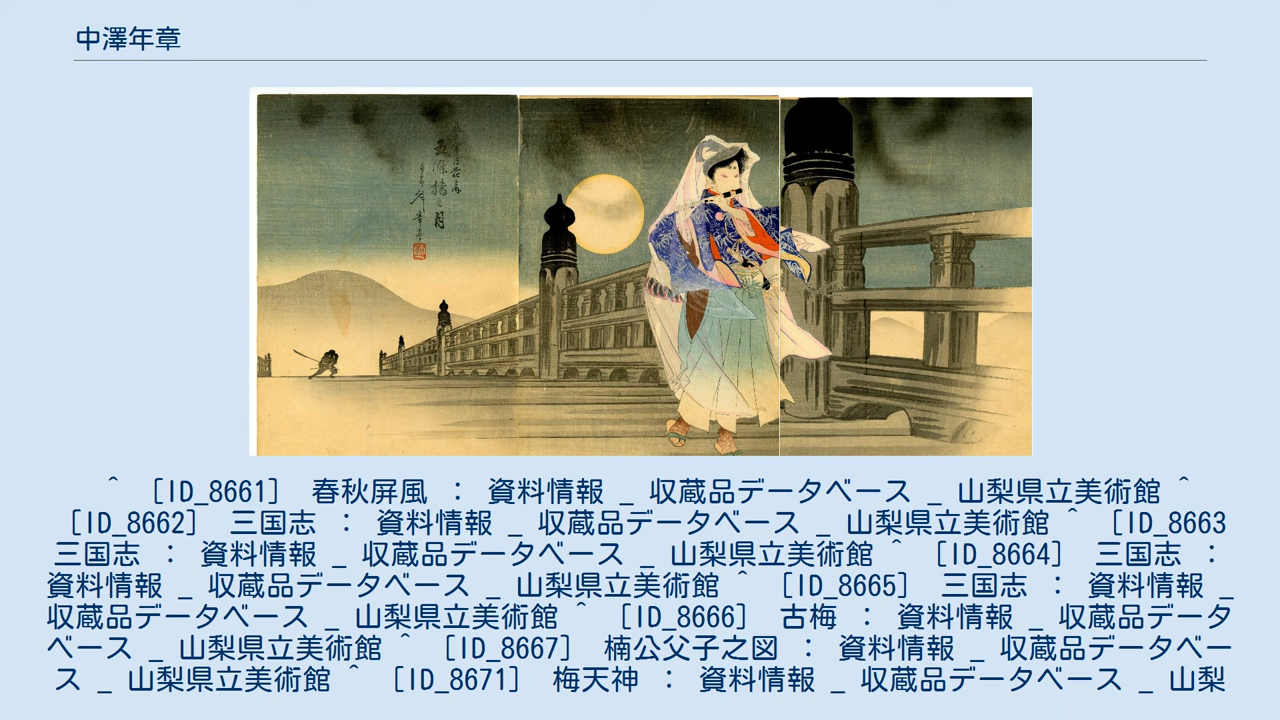 中澤年章
五條橋之月
^ [ID_8661] 春秋屏風 : 資料情報 _ 収蔵品データベース _ 山梨県立美術館 ^
[ID_8662] 三国志 : 資料情報 _ 収蔵品データベース _ 山梨県立美術館 ^ [ID_8663
三国志 : 資料情報 _ 収蔵品データベース _ 山梨県立美術館 ^ [ID_8664] 三国志 :
資料情報 _ 収蔵品データベース _ 山梨県立美術館 ^ [ID_8665] 三国志 : 資料情報 _
収蔵品データベース _ 山梨県立美術館 ^ [ID_8666] 古梅 : 資料情報 _ 収蔵品データ
ベース _ 山梨県立美術館 ^ [ID_8667] 楠公父子之図 : 資料情報 _ 収蔵品データベー
ス _ 山梨県立美術館 ^ [ID_8671] 梅天神 : 資料情報 _ 収蔵品データベース _ 山梨